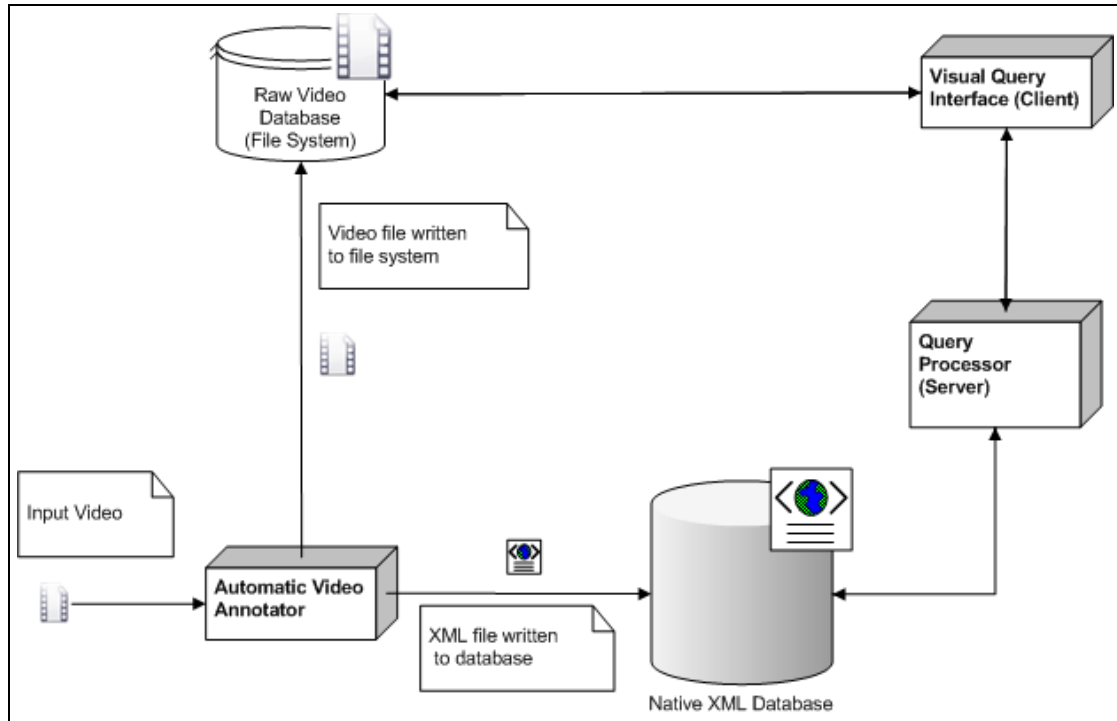 Raw Video
Database
(File System)
Visual Query
Interface (Client)
Video file written
to file system
Query
Processor
(Server)
Input Video
Automatic Video
Annotator
XML file written
to database
Native XML Database